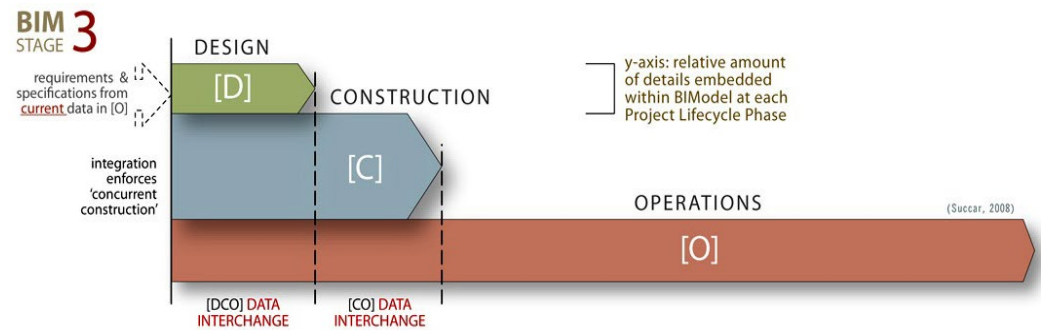 BIM
STAGE 3
DESIGN
requirements &
specifications from
current data in [O]
[D]
CONSTRUCTION
y-axis: relative amount
of details embedded
within BIModel at each
Project Lifecycle Phase
integration
enforces
‘concurrent
construction’
[C]
OPERATIONS
(Succar, 2008)
[O]
[DCO] DATA
INTERCHANGE
[CO] DATA
INTERCHANGE